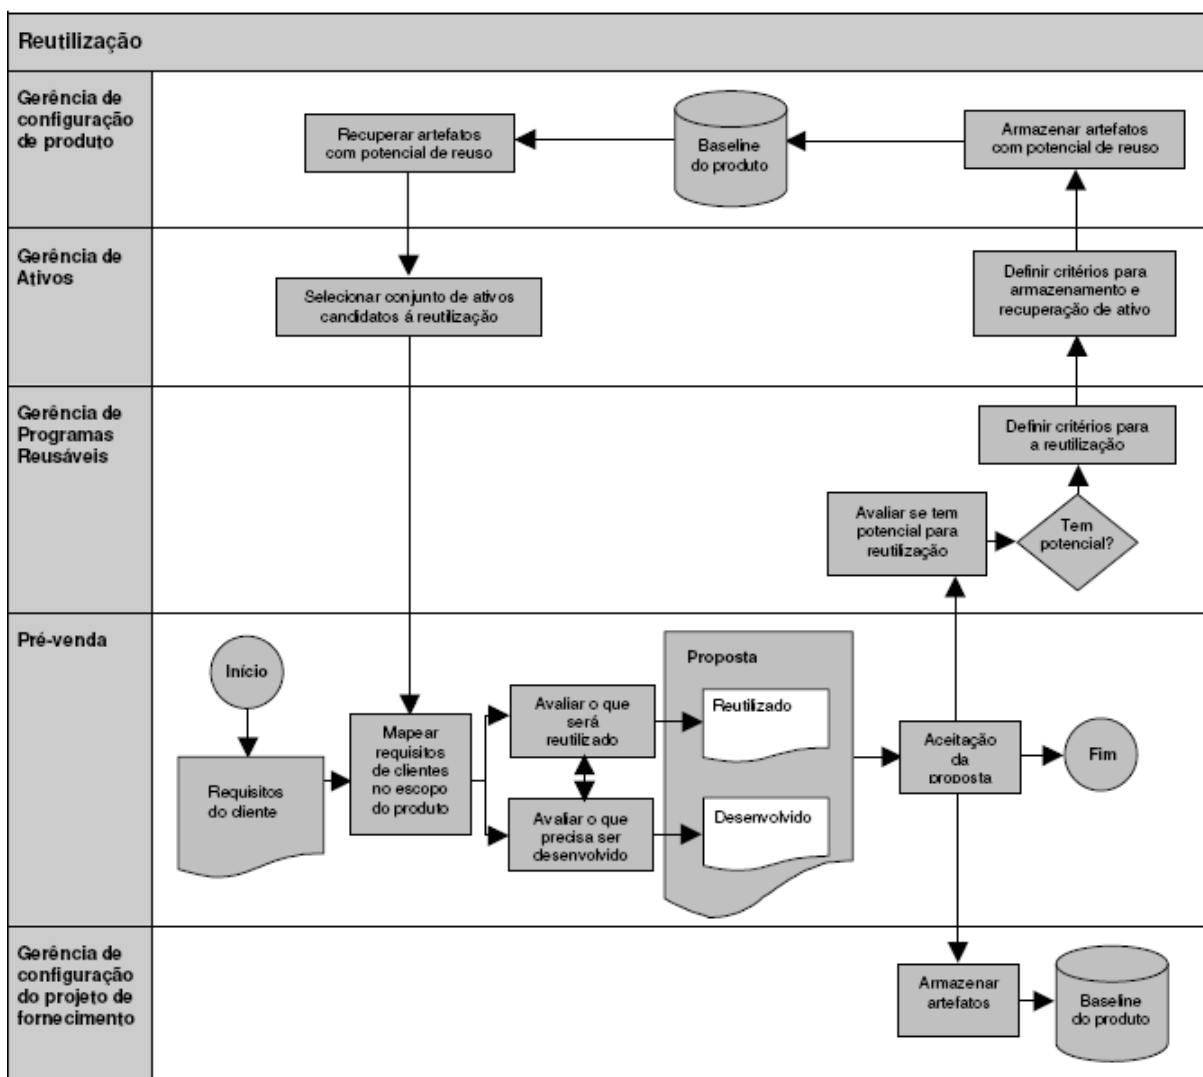 Reutilização
Gerência de
configuração
de produto
Recuperar artefatos
com potencial de reuso
Baseline
do produto
Armazenar artefatos
com potencial de reuso
Gerência de
Ativos
Selecionar conjunto de ativos
candidatos á reutilização
Definir critérios para
armazenamento e
recuperação de ativo
Gerência de
Programas
Reusáveis
Definir critérios para
a reutilização
Avaliar se tem
potencial para
reutilização
Tem
potencial?
Pré-venda
Início
Requisitos
do cliente
Mapear
requisitos
de clientes
no escopo
do produto
Avaliar o que
será
reutilizado
Avaliar o que
precisa ser
desenvolvido
Proposta
Reutilizado
Desenvolvido
Aceitação
da
proposta
Fim
Gerência de
configuração
do projeto de
fornecimento
Armazenar
artefatos
Baseline
do produto